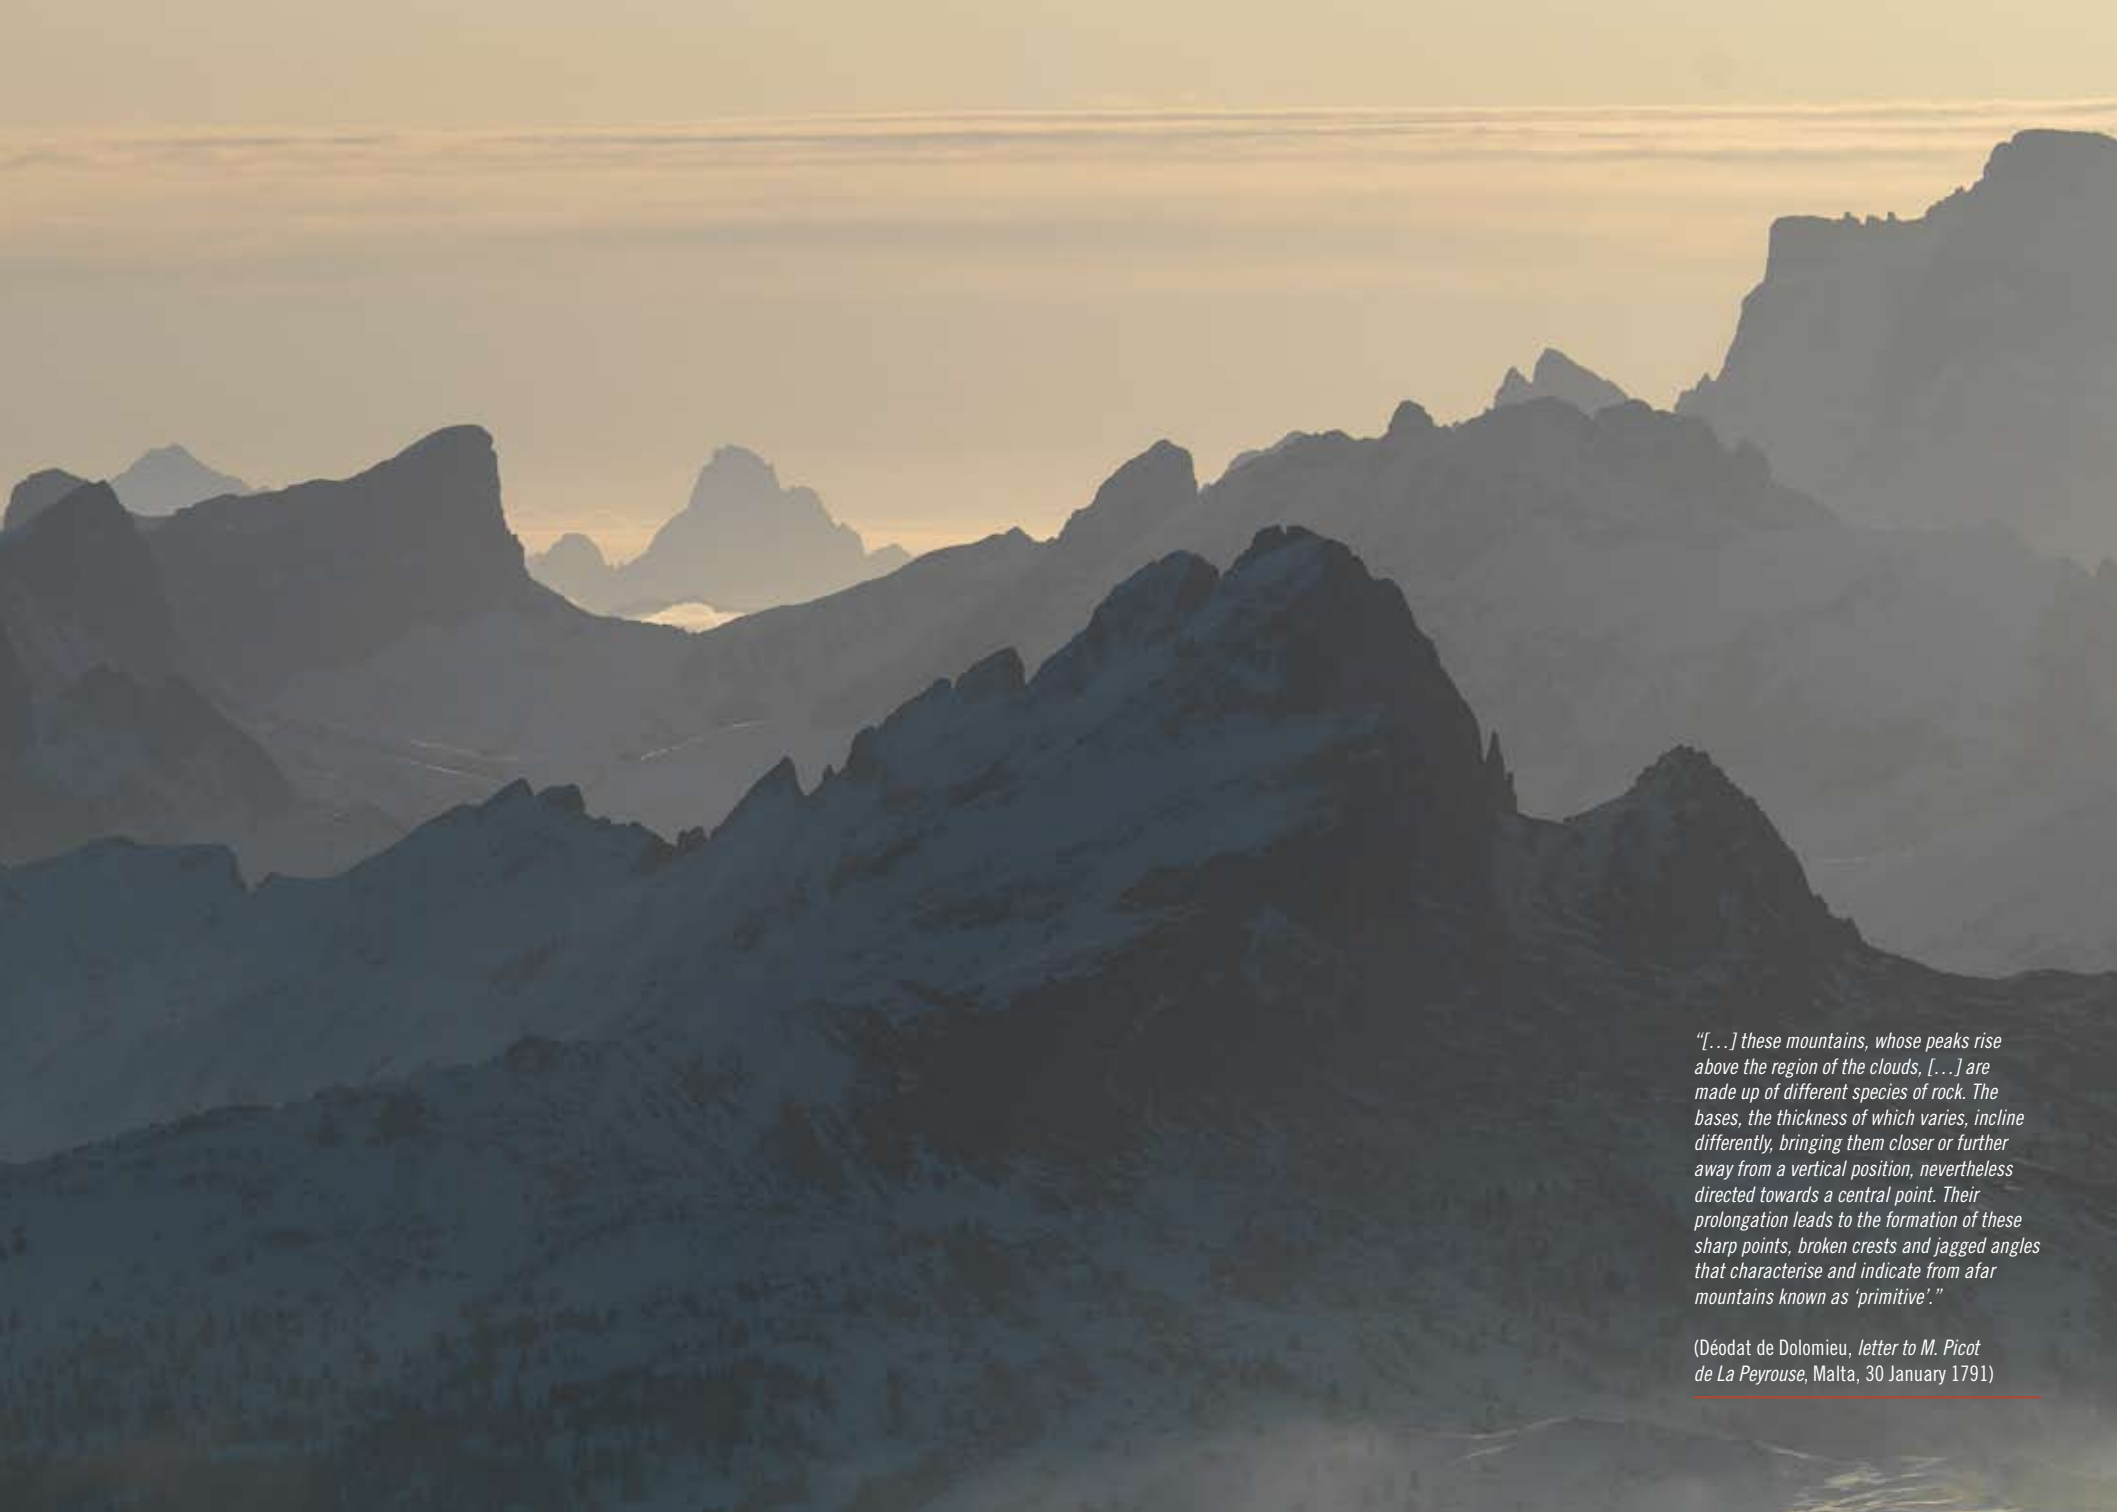 “[…] these mountains, whose peaks rise
above the region of the clouds, […] are
made up of different species of rock. The
bases, the thickness of which varies, incline
differently, bringing them closer or further
away from a vertical position, nevertheless
directed towards a central point. Their
prolongation leads to the formation of these
sharp points, broken crests and jagged angles
that characterise and indicate from afar
mountains known as ‘primitive’.”
(Déodat de Dolomieu, letter to M. Picot
de La Peyrouse, Malta, 30 January 1791)